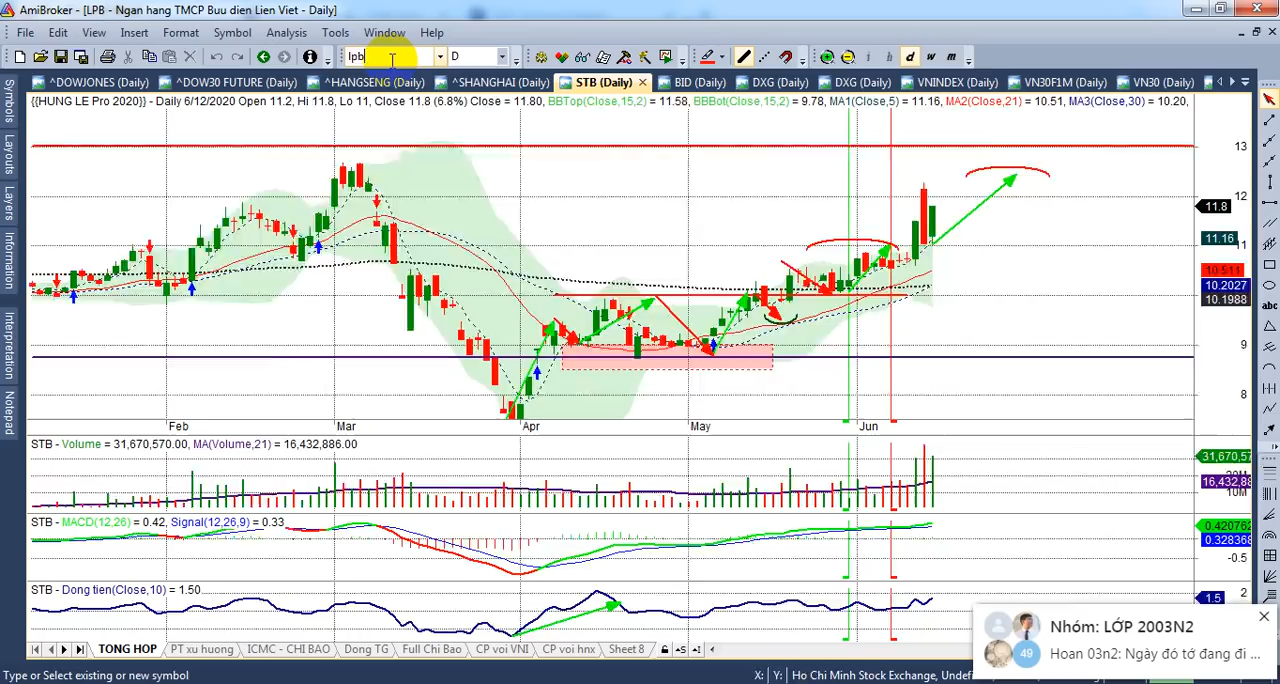 AmiBroker - [LPB - Ngan hang TMCP Buu dien Lien Viet - Daily]
File Edit View Insert Format Symbol Analysis Tools Window Help
lpb D d w m
^DOWJONES (Daily) ^DOW30 FUTURE (Daily) ^HANGSENG (Daily) ^SHANGHAI (Daily) STB (Daily) BID (Daily) DXG (Daily) DXG (Daily) VNINDEX (Daily) VN30F1M (Daily) VN30 (Daily)
{{HUNG LE Pro 2020}} - Daily 6/12/2020 Open 11.2, Hi 11.8, Lo 11, Close 11.8 (6.8%) Close = 11.80, BBTop(Close,15,2) = 11.58, BBBot(Close,15,2) = 9.78, MA1(Close,5) = 11.16, MA2(Close,21) = 10.51, MA3(Close,30) = 10.20,
Symbols
Layouts
Layers
Information
Interpretation
Notepad
abc
13
12
11.8
11.16
11
10.511
10.2027
10.1988
9
8
Feb Mar Apr May Jun
STB - Volume = 31,670,570.00, MA(Volume,21) = 16,432,886.00
31,670,57
16,432,88
10M
STB - MACD(12,26) = 0.42, Signal(12,26,9) = 0.33
0.420762
0.328368
-0.5
STB - Dong tien(Close,10) = 1.50
2
1.5
Nhóm: LỚP 2003N2
49 Hoan 03n2: Ngày đó tớ đang đi ...
TONG HOP PT xu huong ICMC - CHI BAO Dong TG Full Chi Bao CP voi VNI CP voi hnx Sheet 8
Type or Select existing or new symbol X: Y: Ho Chi Minh Stock Exchange, Undef